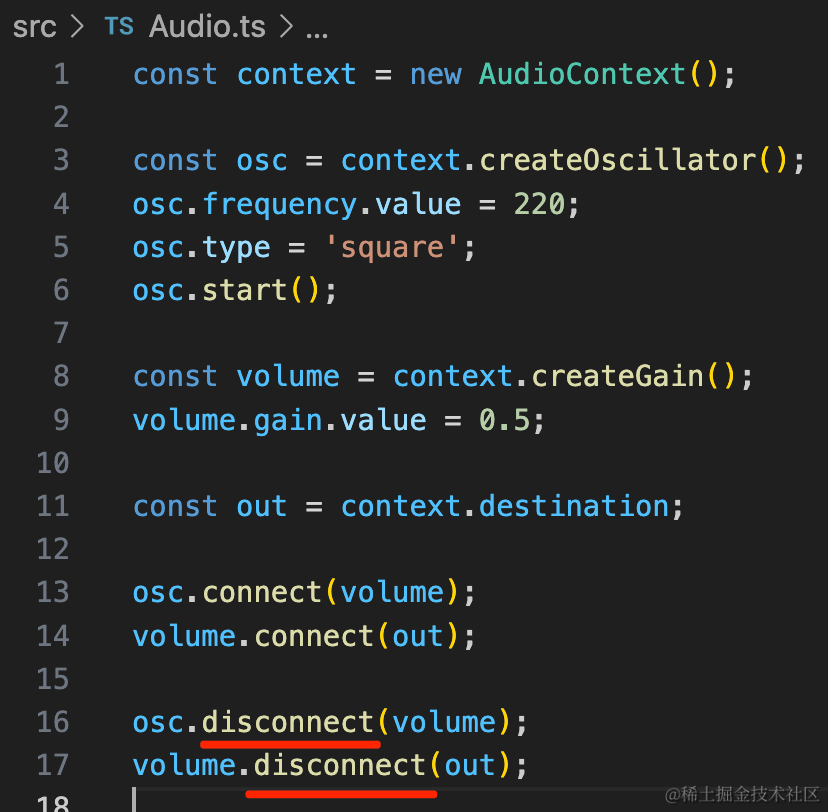 src > TS Audio.ts > ...
1 const context = new AudioContext();
2
3 const osc = context.createOscillator();
4 osc.frequency.value = 220;
5 osc.type = 'square';
6 osc.start();
7
8 const volume = context.createGain();
9 volume.gain.value = 0.5;
10
11 const out = context.destination;
12
13 osc.connect(volume);
14 volume.connect(out);
15
16 osc.disconnect(volume);
17 volume.disconnect(out);
18
@稀土掘金技术社区